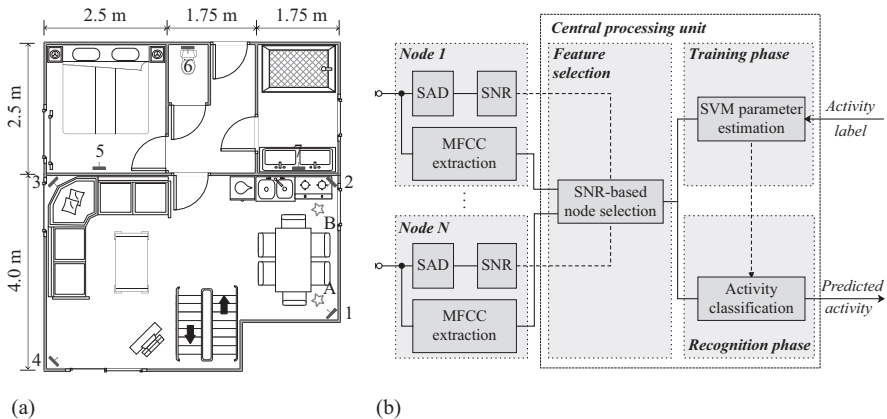 2.5 m
1.75 m
1.75 m
2.5 m
4.0 m
6
5
3
2
B
A
1
4
(a)
Central processing unit
Node 1
SAD
SNR
MFCC
extraction
Node N
SAD
SNR
MFCC
extraction
Feature
selection
SNR-based
node selection
Training phase
SVM parameter
estimation
Activity
label
Activity
classification
Predicted
activity
Recognition phase
(b)